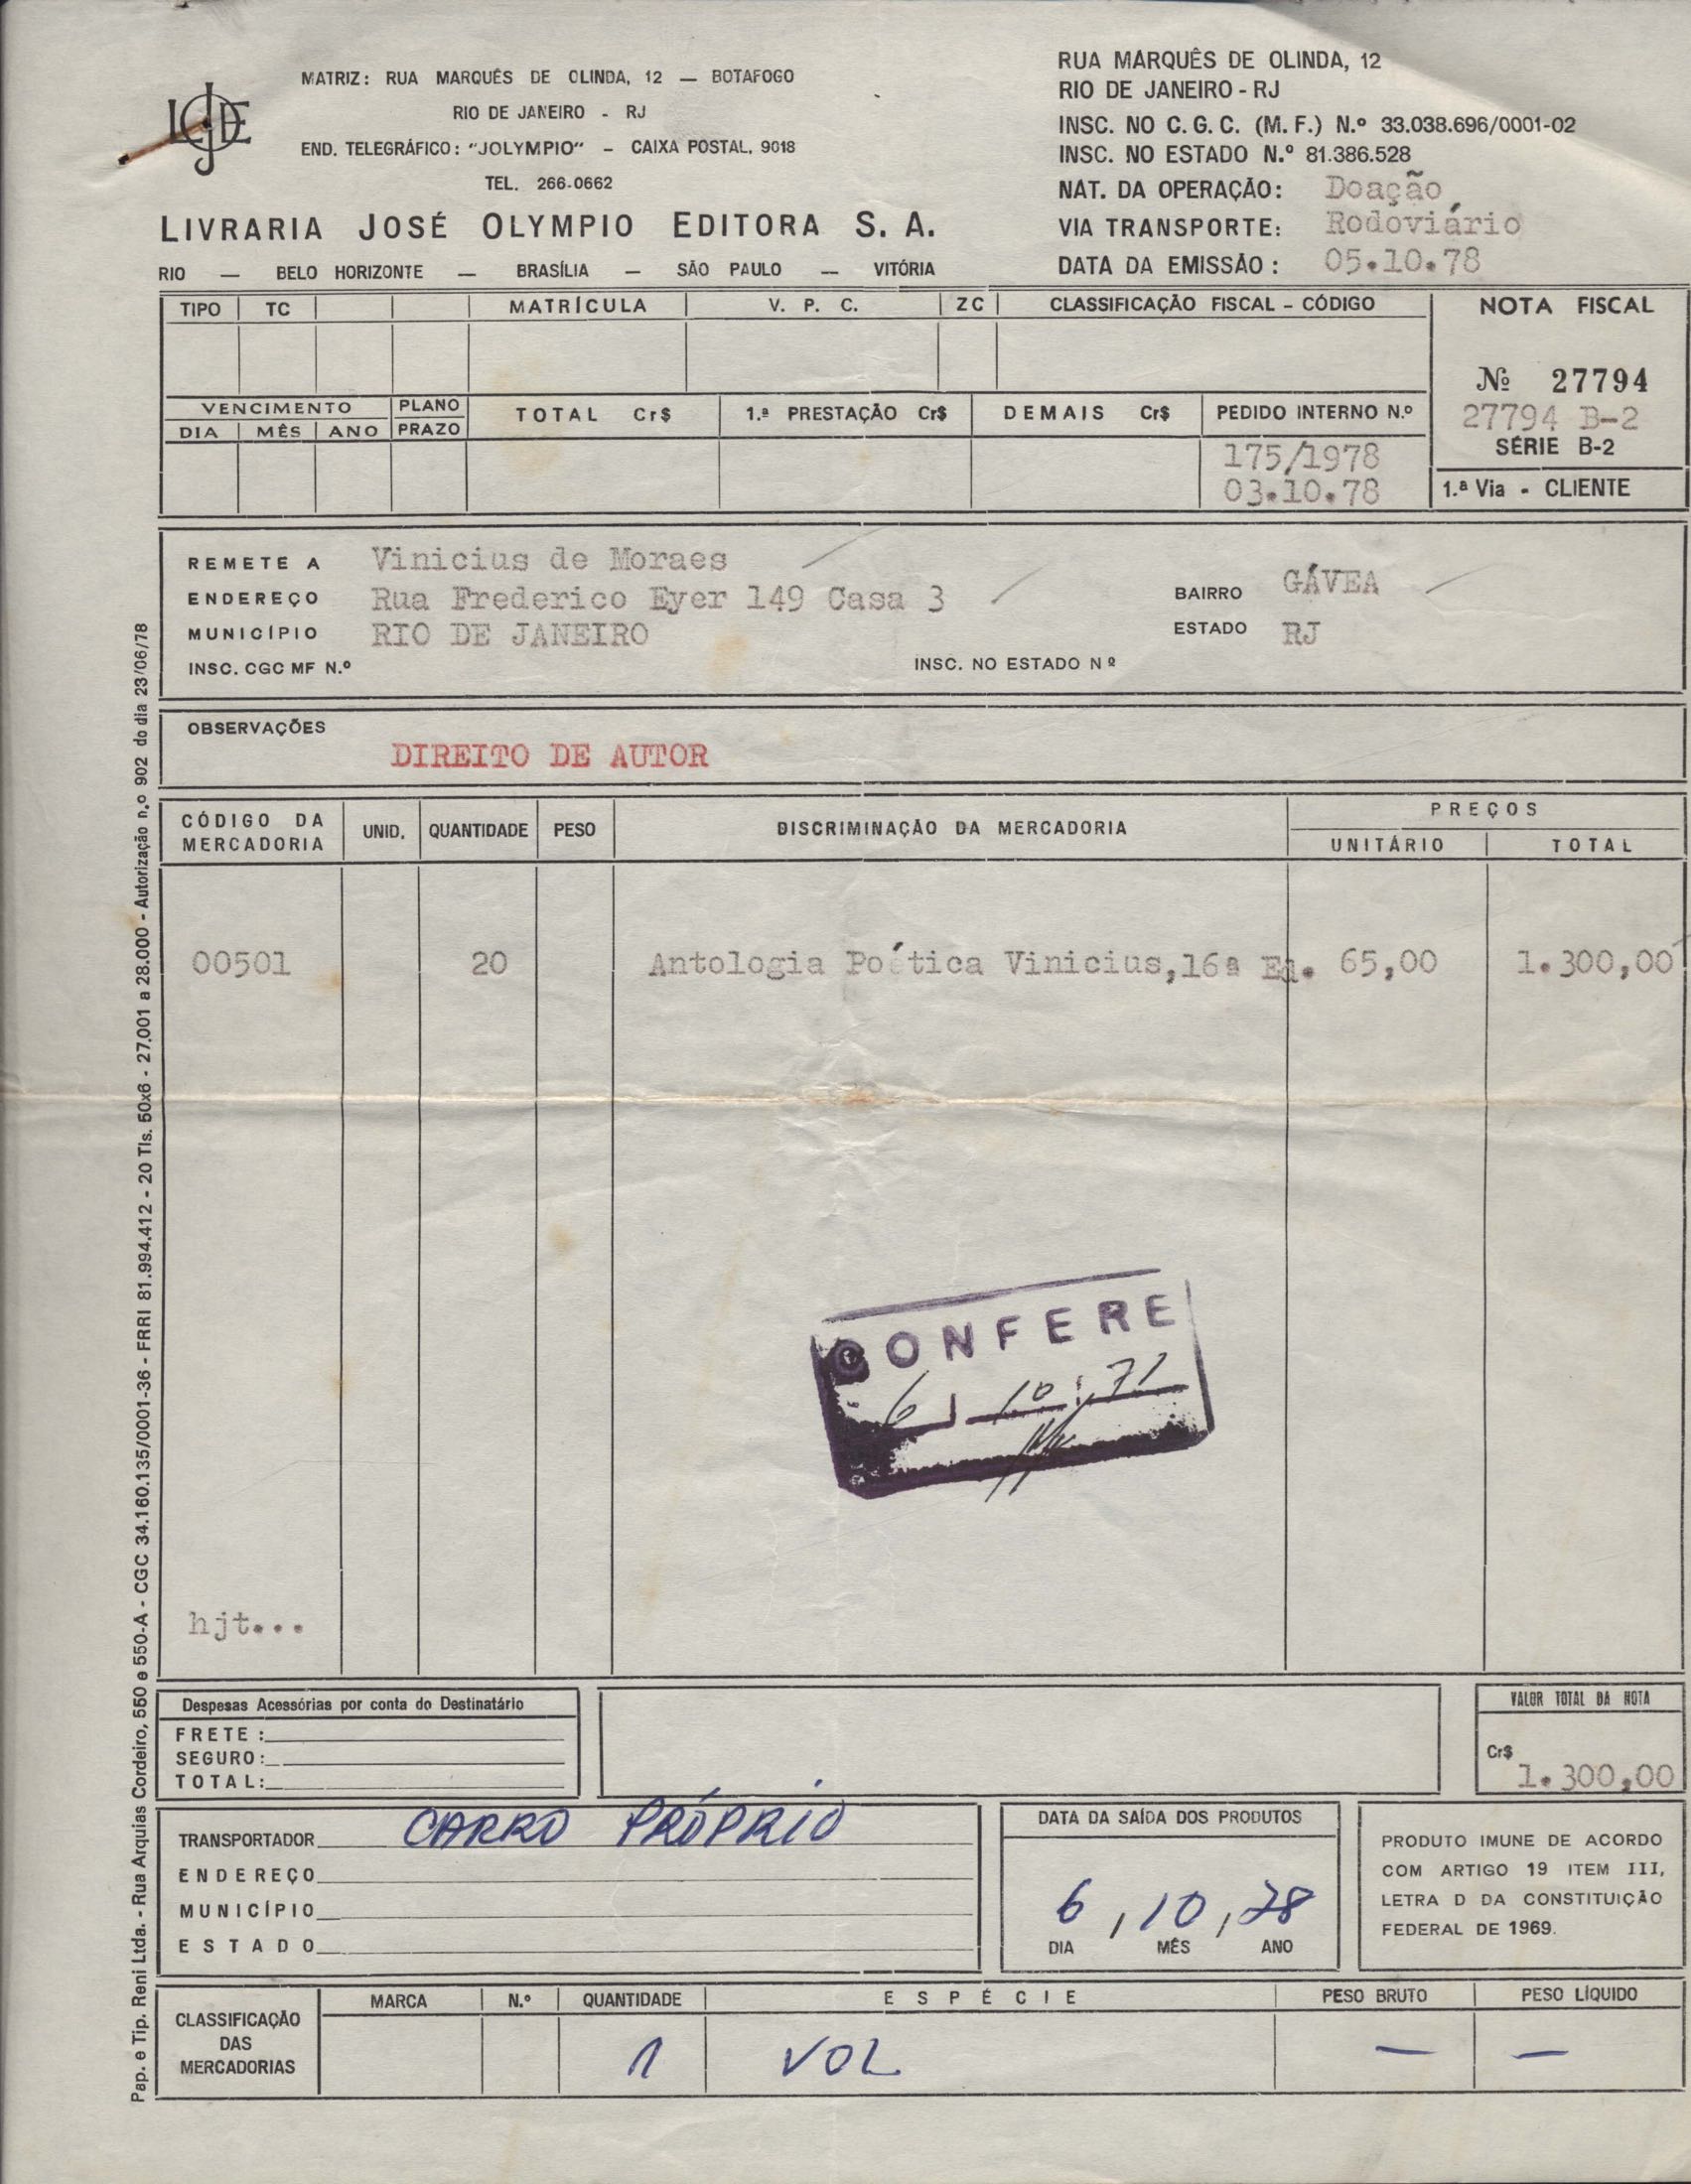 LJOE
MATRIZ: RUA MARQUÊS DE OLINDA, 12 — BOTAFOGO
RIO DE JANEIRO - RJ
END. TELEGRÁFICO: "JOLYMPIO" - CAIXA POSTAL, 9018
TEL. 266-0662
LIVRARIA JOSÉ OLYMPIO EDITORA S. A.
RIO — BELO HORIZONTE — BRASÍLIA — SÃO PAULO — VITÓRIA
RUA MARQUÊS DE OLINDA, 12
RIO DE JANEIRO - RJ
INSC. NO C. G. C. (M. F.) N.º 33.038.696/0001-02
INSC. NO ESTADO N.º 81.386.528
NAT. DA OPERAÇÃO: Doação
VIA TRANSPORTE: Rodoviário
DATA DA EMISSÃO: 05.10.78
TIPO TC MATRÍCULA V. P. C. ZC CLASSIFICAÇÃO FISCAL - CÓDIGO
NOTA FISCAL
Nº 27794
27794 B-2
SÉRIE B-2
1.ª Via - CLIENTE
VENCIMENTO PLANO TOTAL Cr$ 1.ª PRESTAÇÃO Cr$ DEMAIS Cr$ PEDIDO INTERNO N.º
DIA MÊS ANO PRAZO
175/1978
03.10.78
REMETE A Vinicius de Moraes
ENDEREÇO Rua Frederico Eyer 149 Casa 3 BAIRRO GÁVEA
MUNICÍPIO RIO DE JANEIRO ESTADO RJ
INSC. CGC MF N.º INSC. NO ESTADO Nº
OBSERVAÇÕES
DIREITO DE AUTOR
CÓDIGO DA MERCADORIA UNID. QUANTIDADE PESO DISCRIMINAÇÃO DA MERCADORIA PREÇOS
UNITÁRIO TOTAL
00501 20 Antologia Poética Vinicius,16ª Ed. 65,00 1.300,00
CONFERE
6 10
hjt...
Despesas Acessórias por conta do Destinatário
FRETE:
SEGURO:
TOTAL:
VALOR TOTAL DA NOTA
Cr$ 1.300,00
TRANSPORTADOR CARRO PRÓPRIO
ENDEREÇO
MUNICÍPIO
ESTADO
DATA DA SAÍDA DOS PRODUTOS
6, 10, 78
DIA MÊS ANO
PRODUTO IMUNE DE ACORDO
COM ARTIGO 19 ITEM III,
LETRA D DA CONSTITUIÇÃO
FEDERAL DE 1969.
CLASSIFICAÇÃO
DAS
MERCADORIAS
MARCA N.º QUANTIDADE ESPÉCIE PESO BRUTO PESO LÍQUIDO
1 VOL — —
Pap. e Tip. Reni Ltda. - Rua Arquias Cordeiro, 550 e 550-A - CGC 34.160.135/0001-36 - FRRI 81.994.412 - 20 Tls. 50x6 - 27.001 a 28.000 - Autorização n.º 902 do dia 23/06/78